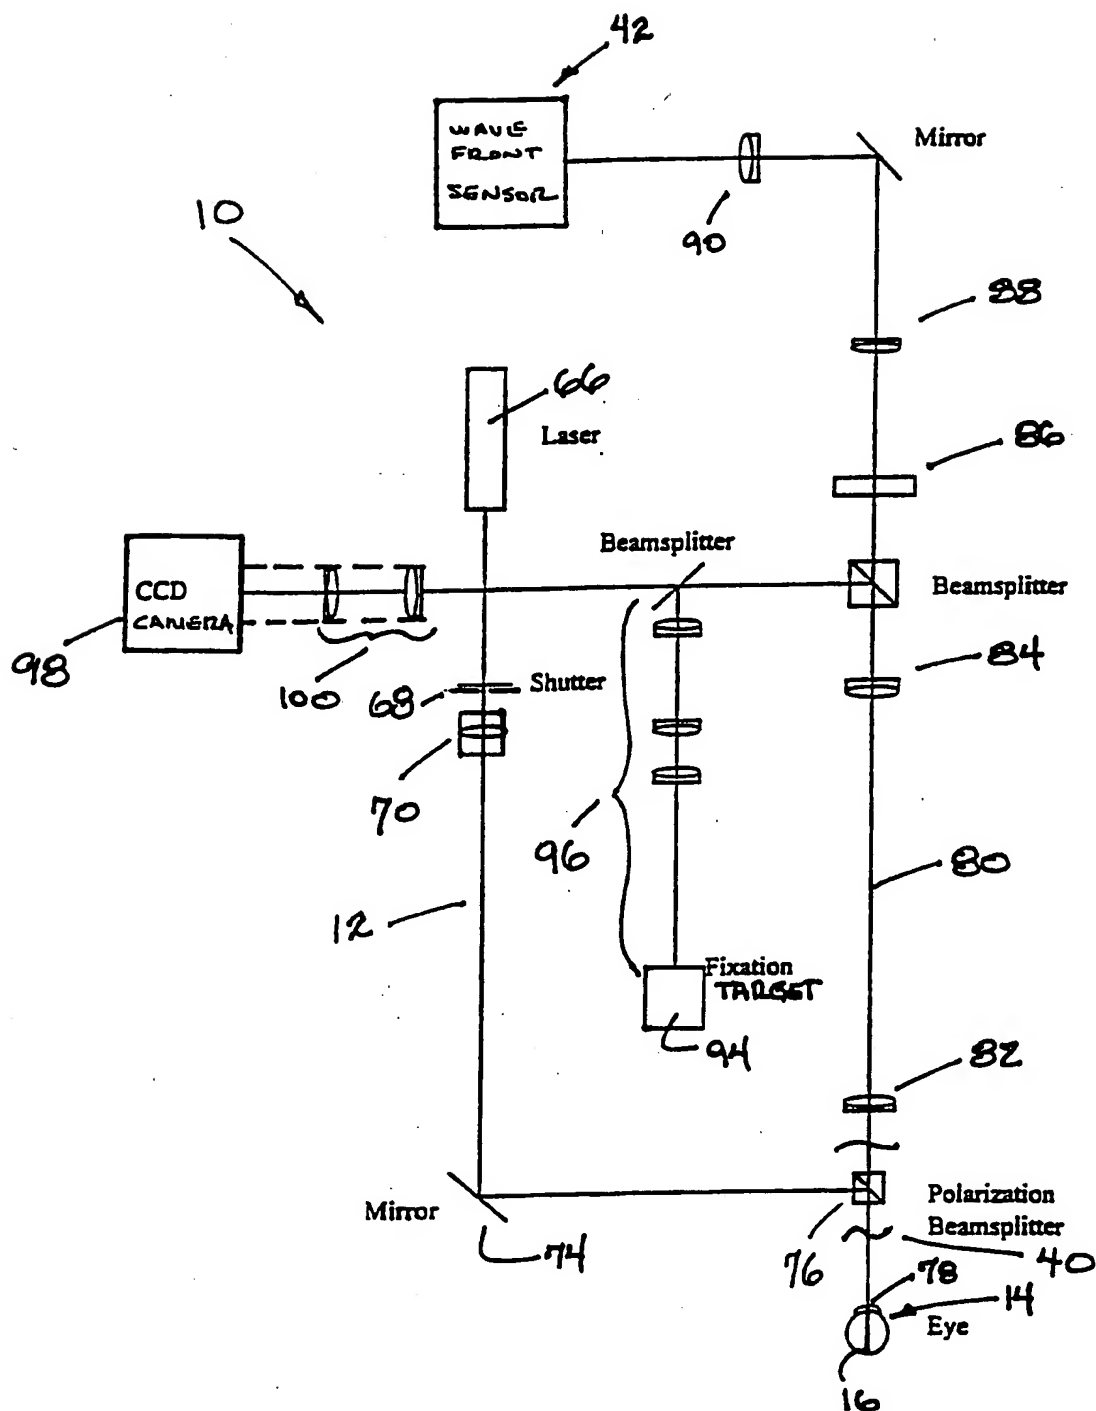 42
WAVE
FRONT
SENSOR
Mirror
90
10
88
66
Laser
86
Beamsplitter
Beamsplitter
CCD
CAMERA
98
100
68
Shutter
84
70
96
80
12
Fixation
TARGET
94
82
Mirror
74
76
Polarization
Beamsplitter
40
78
14
Eye
16